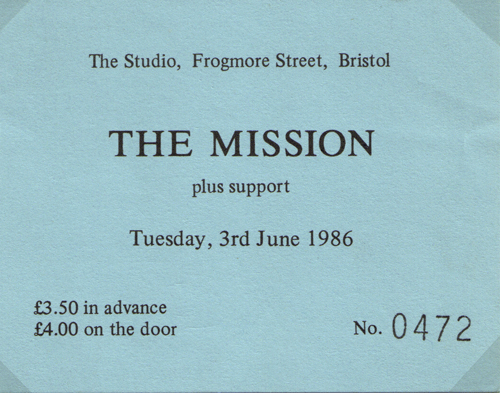 The Studio, Frogmore Street, Bristol
THE MISSION
plus support
Tuesday, 3rd June 1986
£3.50 in advance
£4.00 on the door
No. 0472